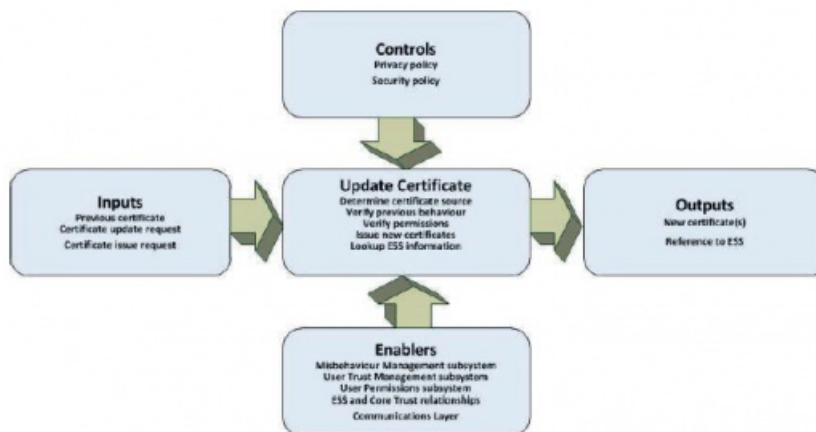 Controls
Privacy policy
Security policy
Inputs
Previous certificate
Certificate update request
Certificate issue request
Update Certificate
Determine certificate source
Verify previous behaviour
Verify permissions
Issue new certificates
Lookup ESS information
Outputs
New certificate(s)
Reference to ESS
Enablers
Misbehaviour Management subsystem
User Trust Management subsystem
User Permissions subsystem
ESS and Core Trust relationships
Communications Layer